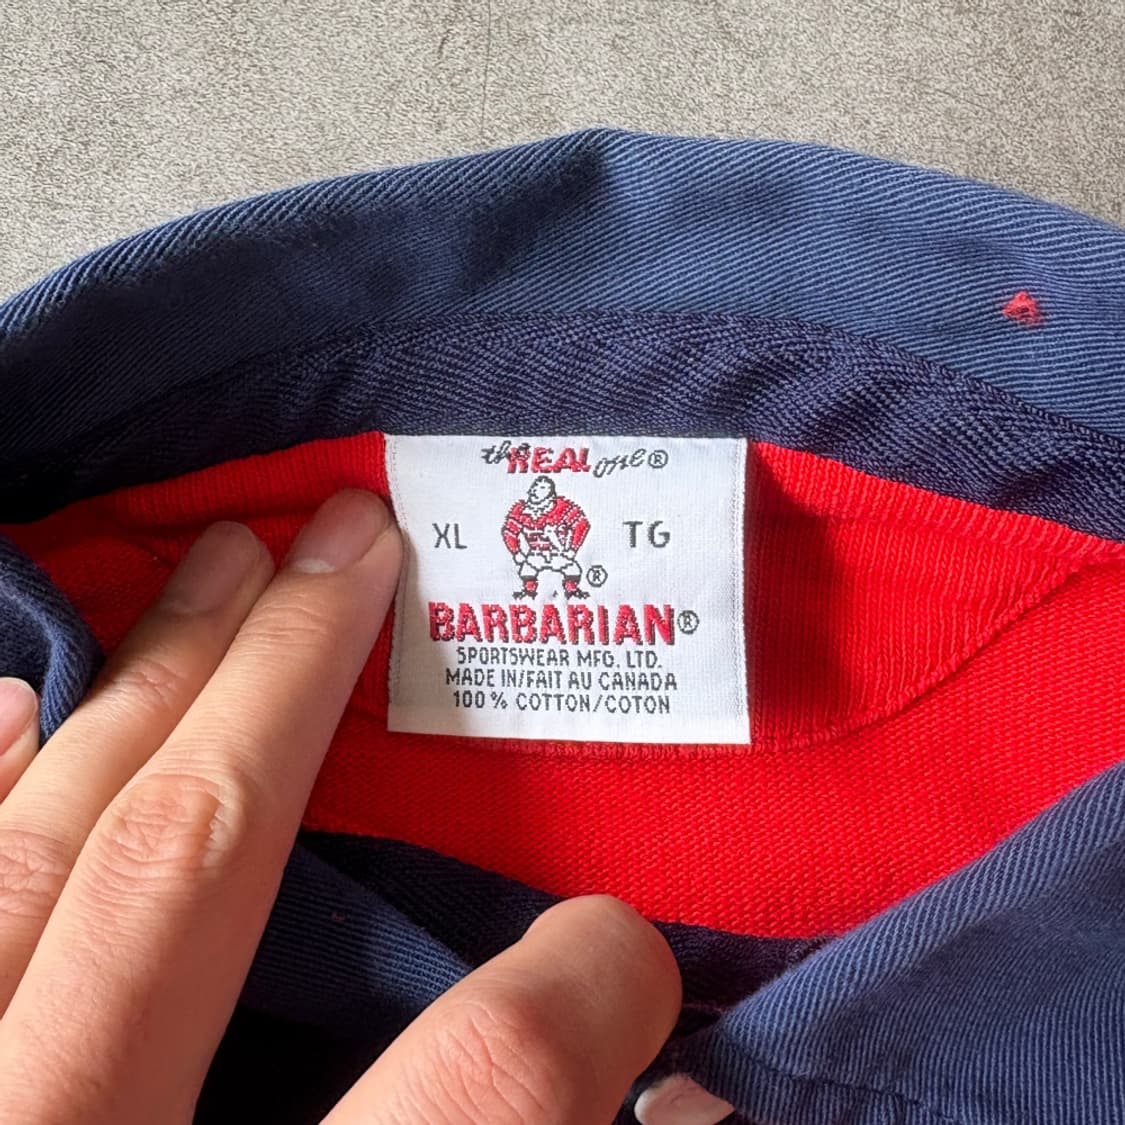 the REAL one®
XL TG
®
BARBARIAN®
SPORTSWEAR MFG. LTD.
MADE IN/FAIT AU CANADA
100% COTTON/COTON